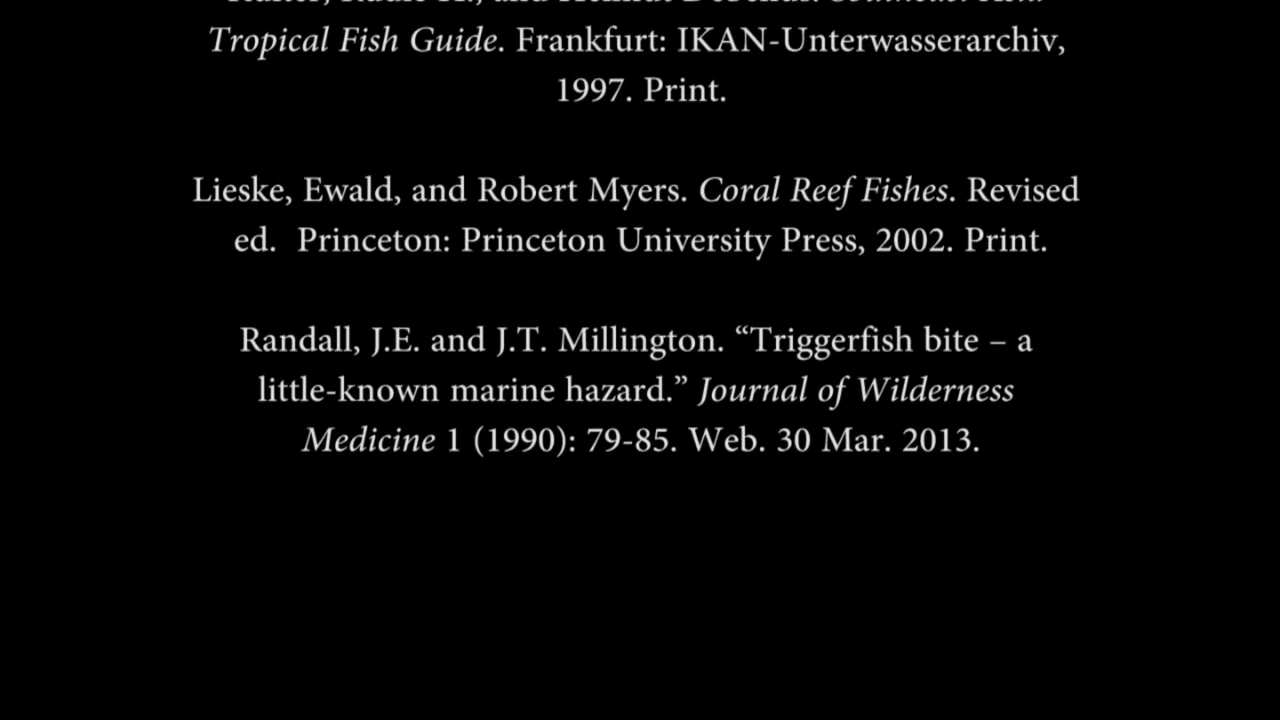 Tropical Fish Guide. Frankfurt: IKAN-Unterwasserarchiv,
1997. Print.
Lieske, Ewald, and Robert Myers. Coral Reef Fishes. Revised
ed.  Princeton: Princeton University Press, 2002. Print.
Randall, J.E. and J.T. Millington. “Triggerfish bite – a
little-known marine hazard.” Journal of Wilderness
Medicine 1 (1990): 79-85. Web. 30 Mar. 2013.